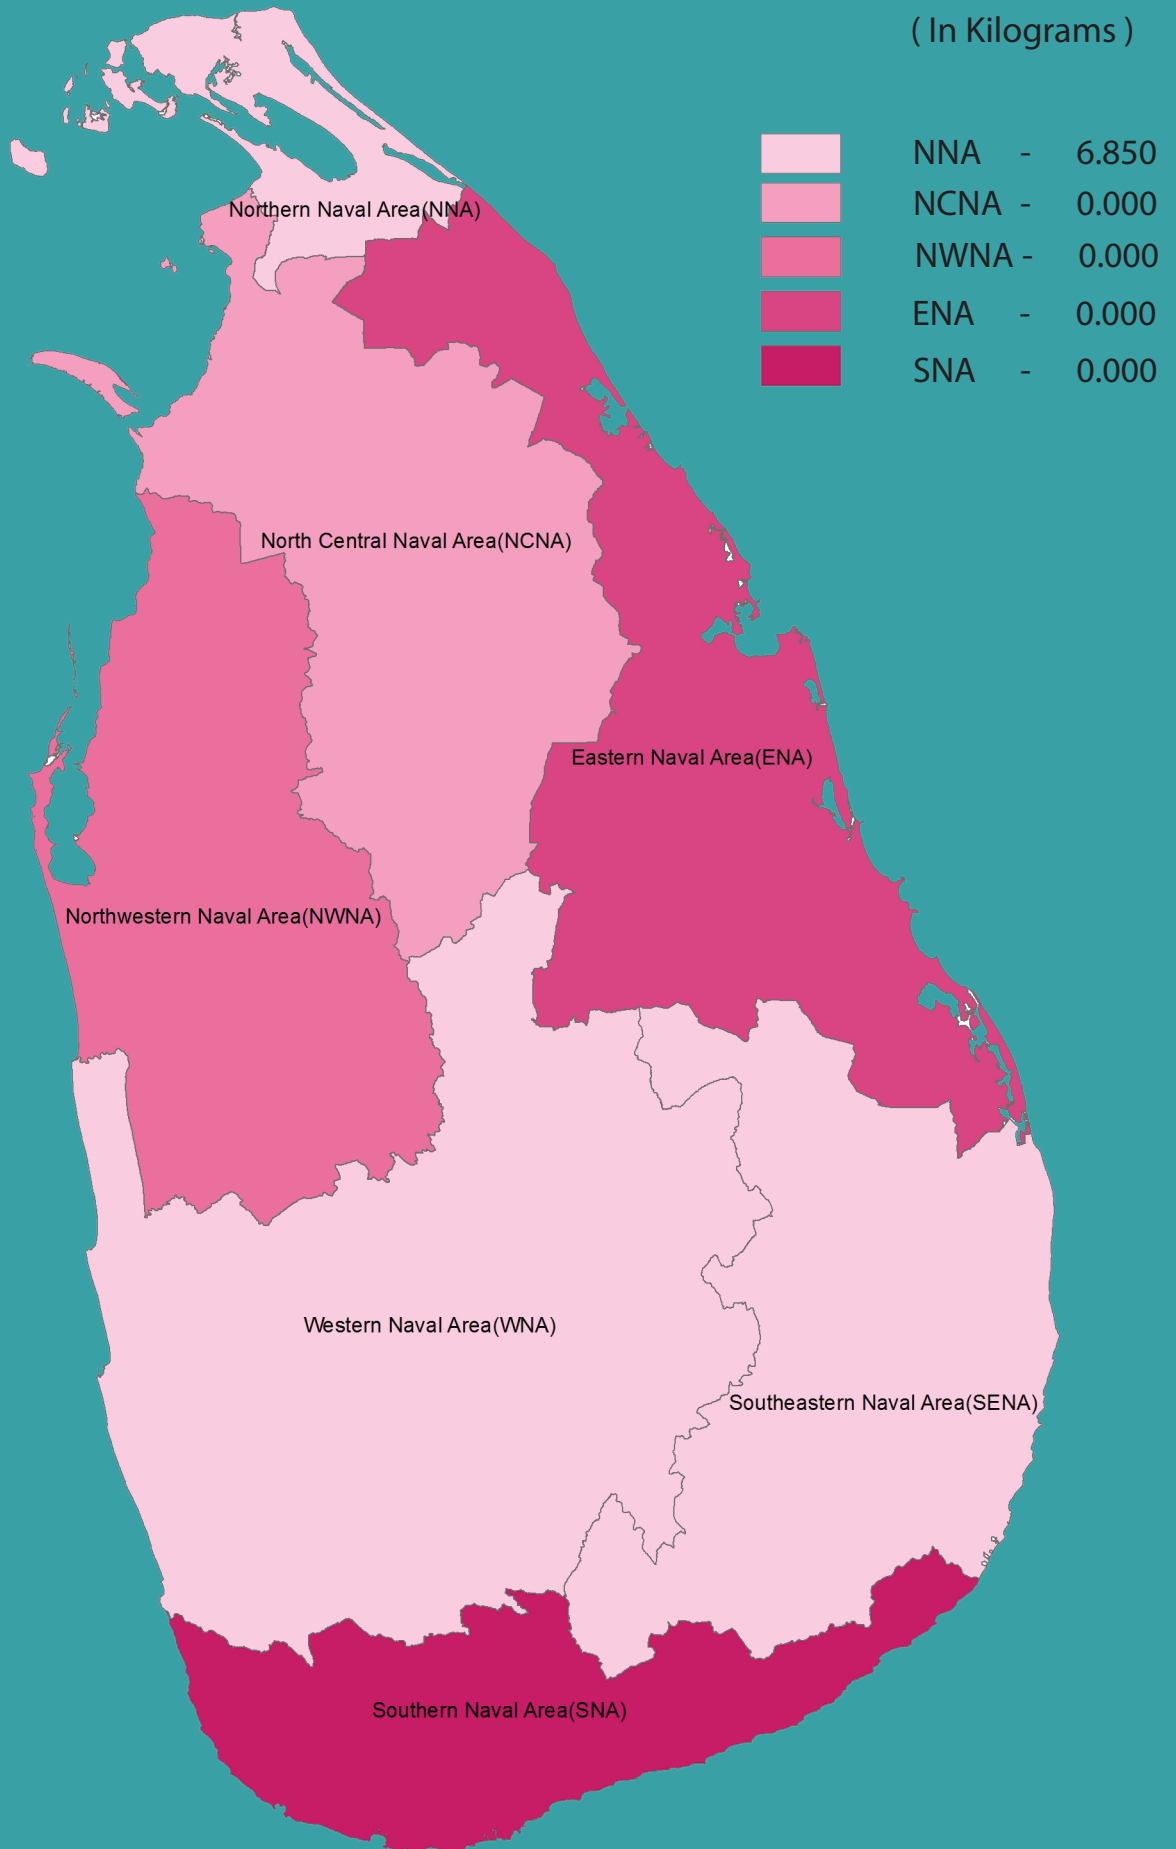 ( In Kilograms )
NNA - 6.850
NCNA - 0.000
NWNA - 0.000
ENA - 0.000
SNA - 0.000
Northern Naval Area(NNA)
North Central Naval Area(NCNA)
Eastern Naval Area(ENA)
Northwestern Naval Area(NWNA)
Western Naval Area(WNA)
Southeastern Naval Area(SENA)
Southern Naval Area(SNA)